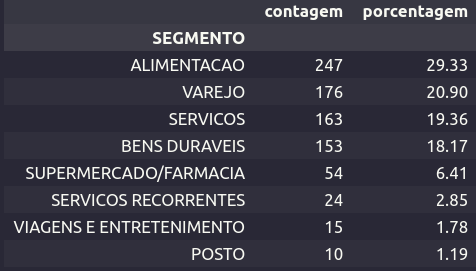 contagem porcentagem
SEGMENTO
ALIMENTACAO 247 29.33
VAREJO 176 20.90
SERVICOS 163 19.36
BENS DURAVEIS 153 18.17
SUPERMERCADO/FARMACIA 54 6.41
SERVICOS RECORRENTES 24 2.85
VIAGENS E ENTRETENIMENTO 15 1.78
POSTO 10 1.19